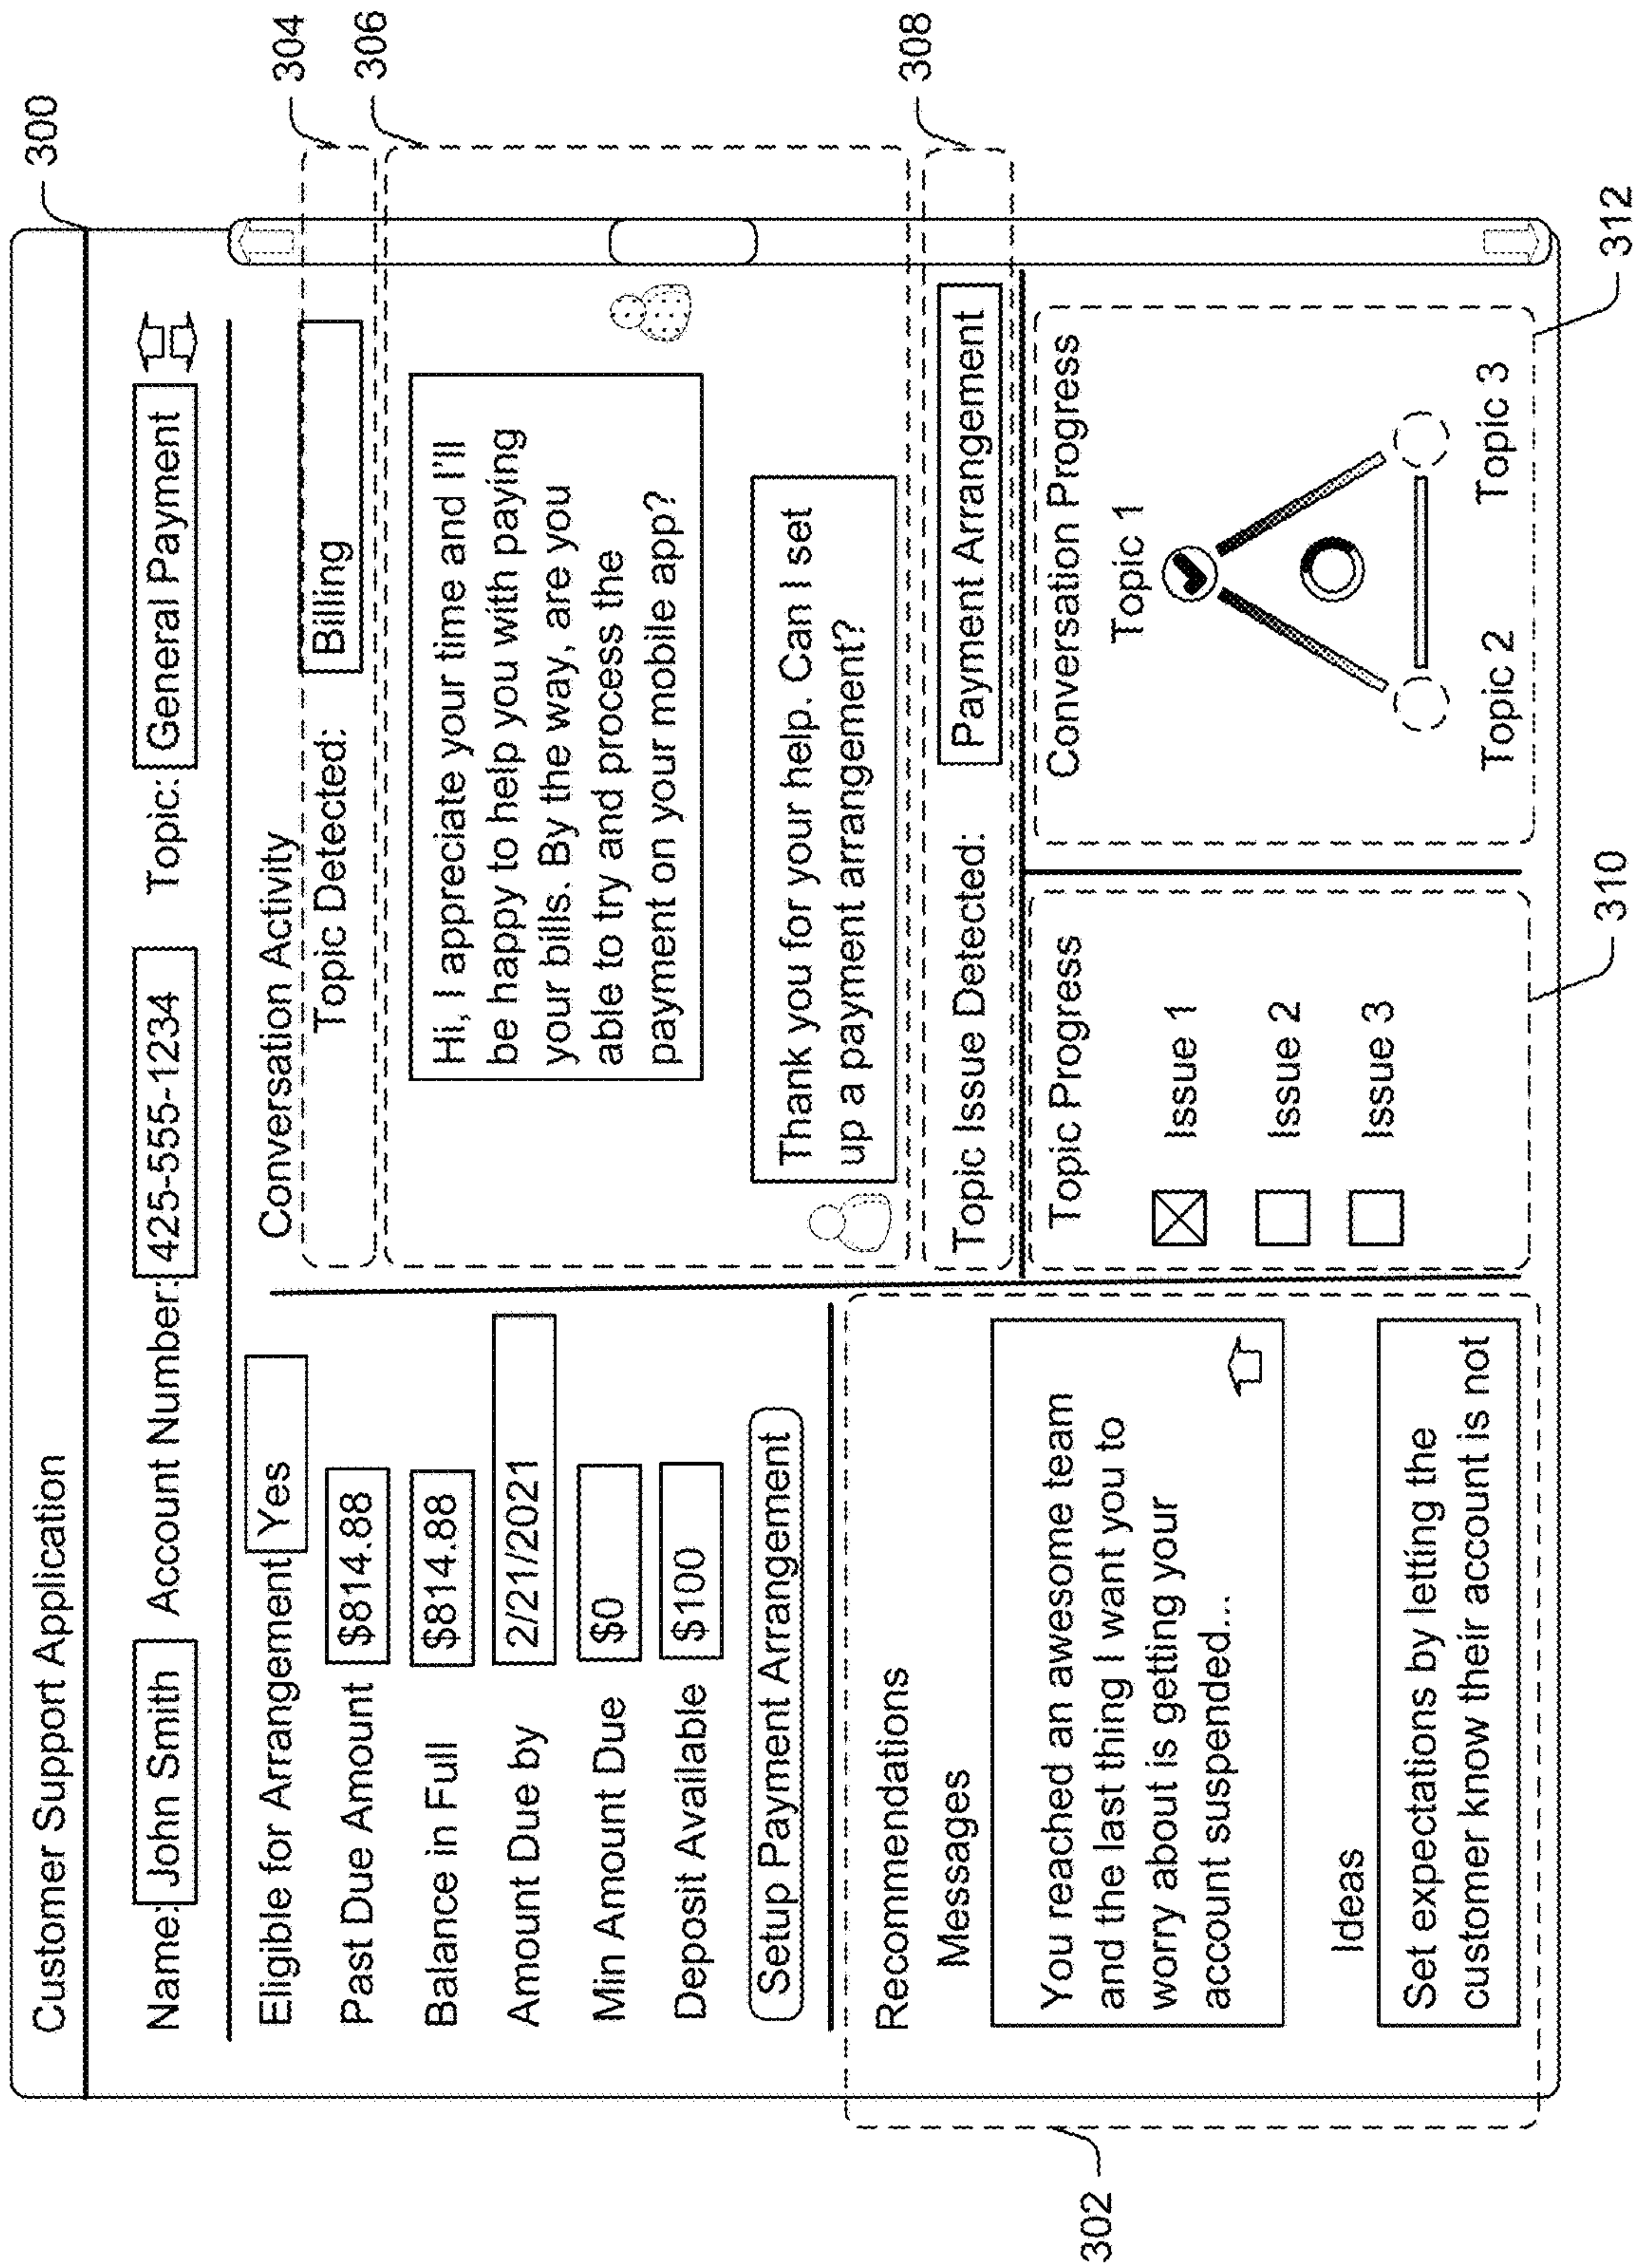 300
Customer Support Application
Name: John Smith Account Number: 425-555-1234 Topic: General Payment
Eligible for Arrangement Yes
Past Due Amount $814.88
Balance in Full $814.88
Amount Due by 2/21/2021
Min Amount Due $0
Deposit Available $100
Setup Payment Arrangement
Recommendations
Messages
You reached an awesome team
and the last thing I want you to
worry about is getting your
account suspended...
Ideas
Set expectations by letting the
customer know their account is not
302
Conversation Activity
Topic Detected: Billing
304
306
Hi, I appreciate your time and I'll
be happy to help you with paying
your bills. By the way, are you
able to try and process the
payment on your mobile app?
Thank you for your help. Can I set
up a payment arrangement?
Topic Issue Detected: Payment Arrangement
308
Topic Progress
Issue 1
Issue 2
Issue 3
310
Conversation Progress
Topic 1
Topic 2 Topic 3
312